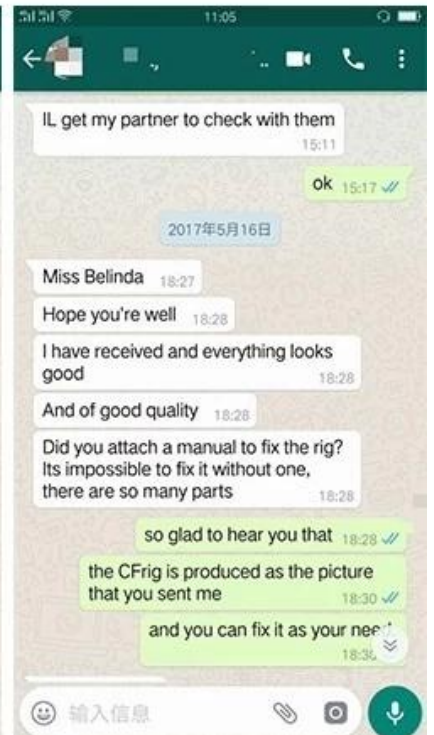 11:05
IL get my partner to check with them
15:11
ok 15:17
2017年5月16日
Miss Belinda 18:27
Hope you're well 18:28
I have received and everything looks
good
18:28
And of good quality 18:28
Did you attach a manual to fix the rig?
Its impossible to fix it without one,
there are so many parts
18:28
so glad to hear you that 18:28
the CFrig is produced as the picture
that you sent me
18:30
and you can fix it as your
输入信息